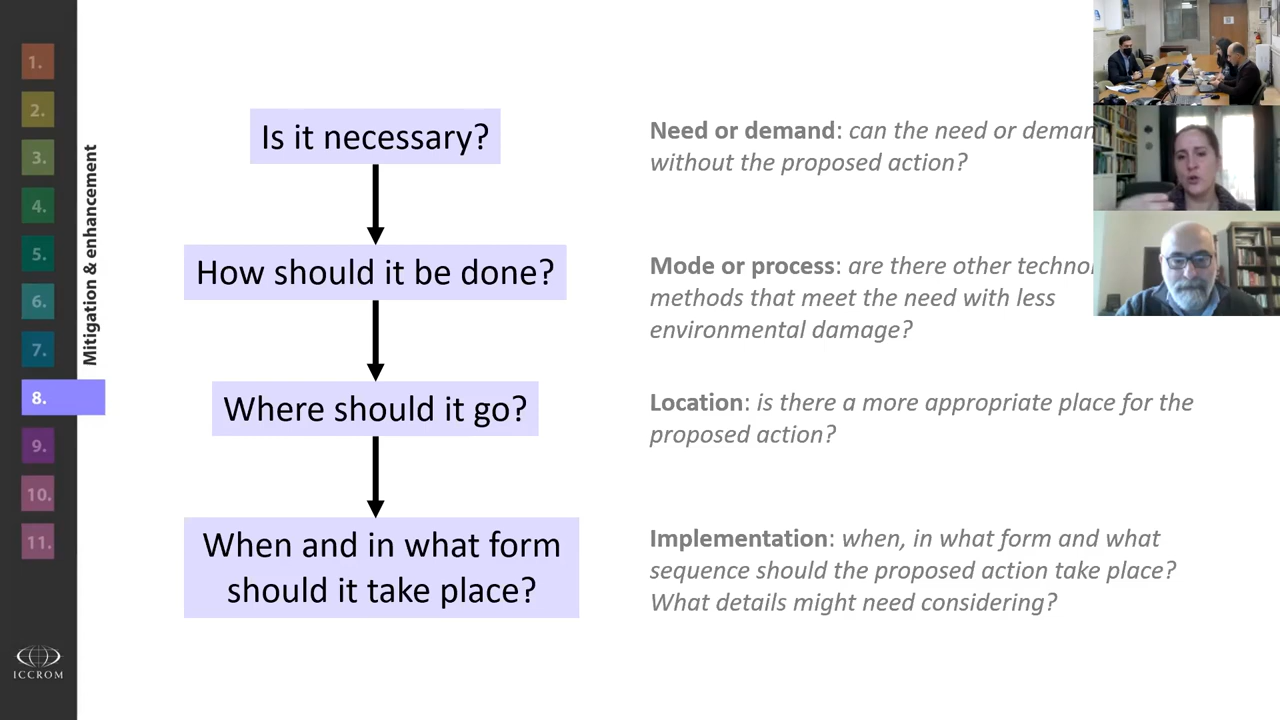 1.
2.
3.
4.
5.
6.
7.
8.
9.
10.
11.
Mitigation & enhancement
ICCROM
Is it necessary?
Need or demand: can the need or
without the proposed action?
How should it be done?
Mode or process: are there other
methods that meet the need with less
environmental damage?
Where should it go?
Location: is there a more appropriate place for the
proposed action?
When and in what form
should it take place?
Implementation: when, in what form and what
sequence should the proposed action take place?
What details might need considering?